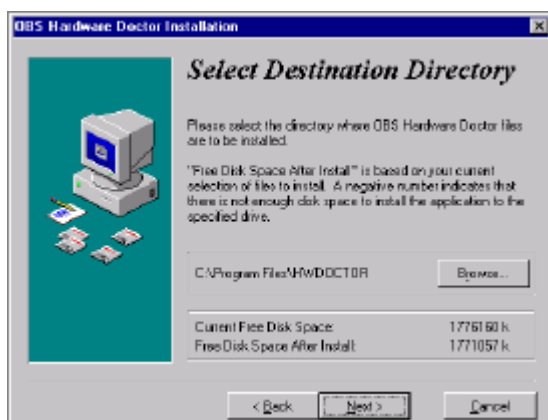 OBS Hardware Doctor Installation
Select Destination Directory
Please select the directory where OBS Hardware Doctor files
are to be installed.
"Free Disk Space After Install" is based on your current
selection of files to install. A negative number indicates that
there is not enough disk space to install the application to the
specified drive.
C:\Program Files\HWDOCTOR
Browse...
Current Free Disk Space: 1776160 k
Free Disk Space After Install: 1771057 k
< Back
Next >
Cancel